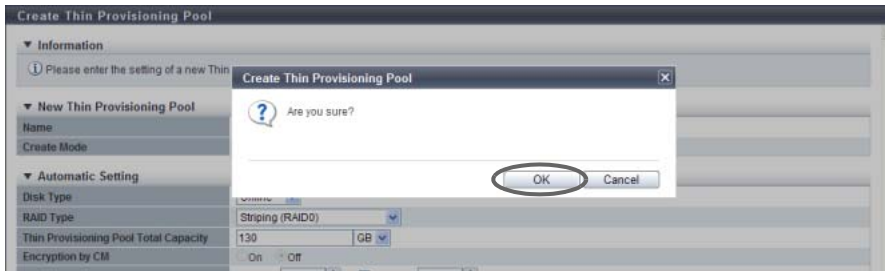 Create Thin Provisioning Pool
▼ Information
Please enter the setting of a new Thin
Create Thin Provisioning Pool
Are you sure?
OK Cancel
▼ New Thin Provisioning Pool
Name
Create Mode
▼ Automatic Setting
Disk Type
RAID Type Striping (RAID0)
Thin Provisioning Pool Total Capacity 130 GB
Encryption by CM On Off